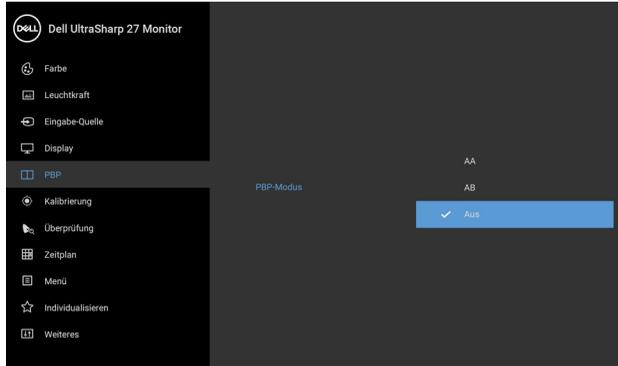 DELL Dell UltraSharp 27 Monitor
Farbe
Leuchtkraft
Eingabe-Quelle
Display
PBP
Kalibrierung
Überprüfung
Zeitplan
Menü
Individualisieren
Weiteres
PBP-Modus
AA
AB
Aus